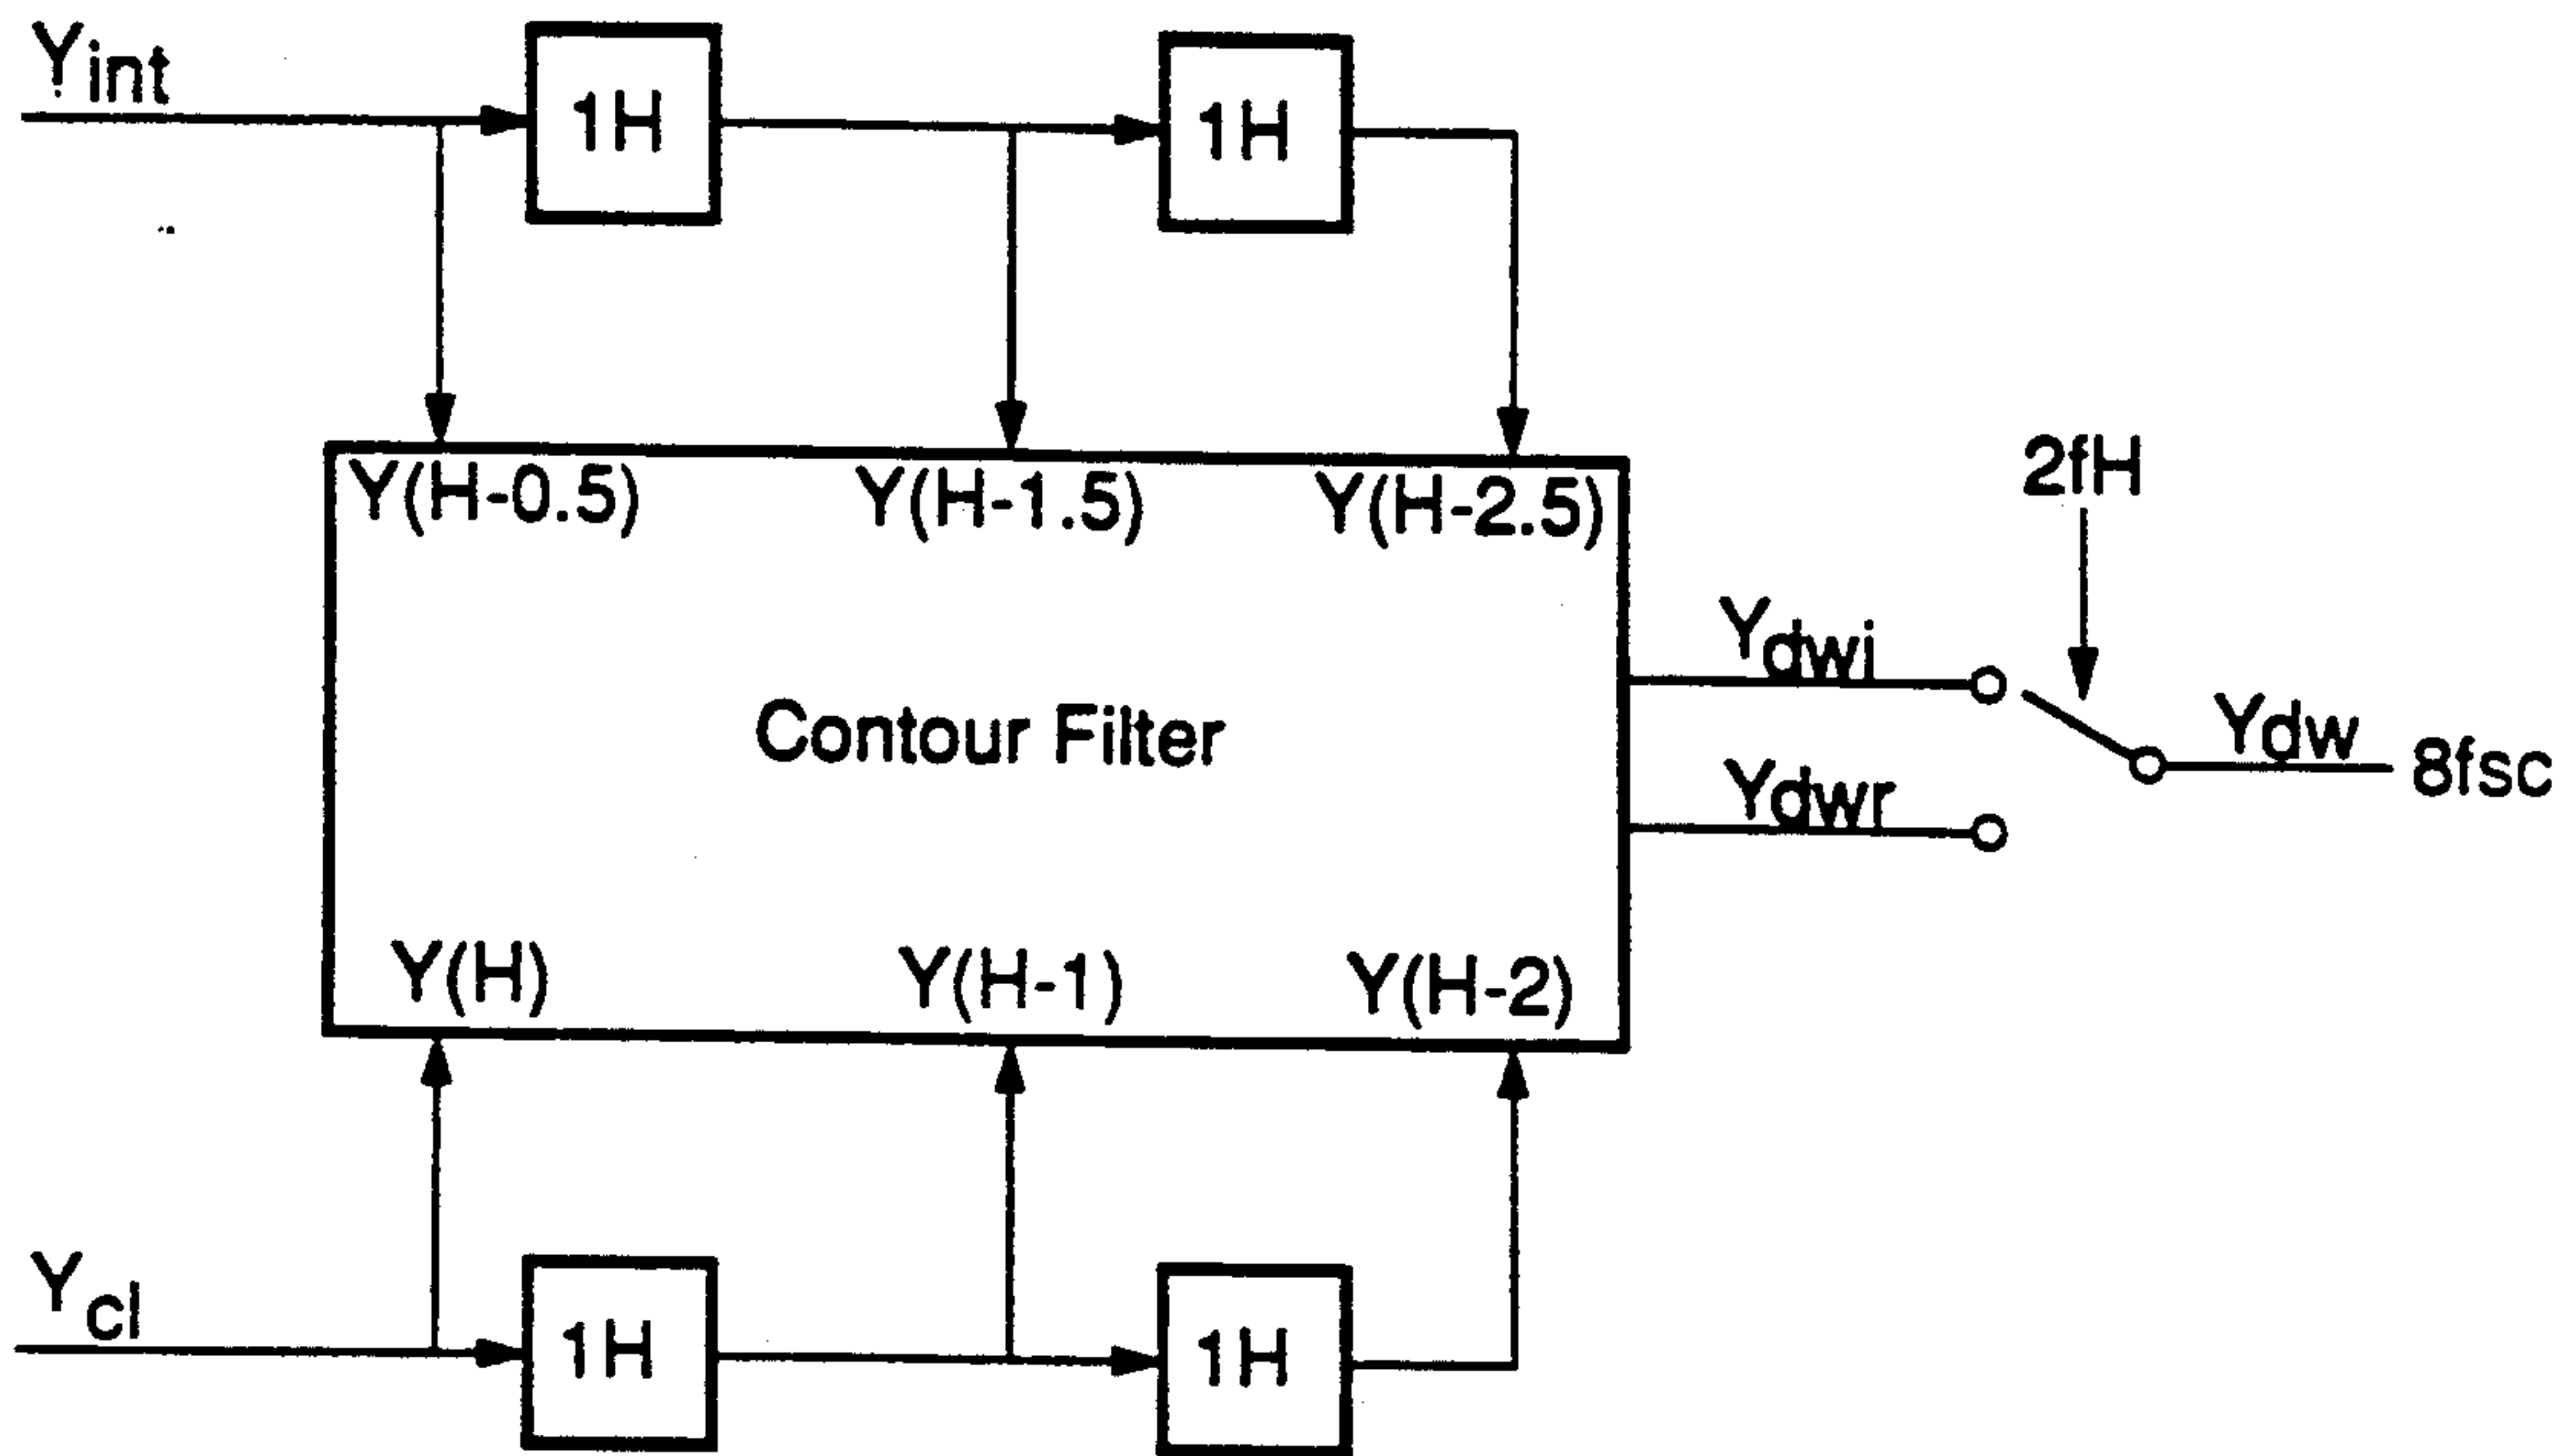 Yint
1H
1H
Y(H-0.5)
Y(H-1.5)
Y(H-2.5)
2fH
Ydwi
Contour Filter
Ydw
8fsc
Ydwr
Y(H)
Y(H-1)
Y(H-2)
Ycl
1H
1H